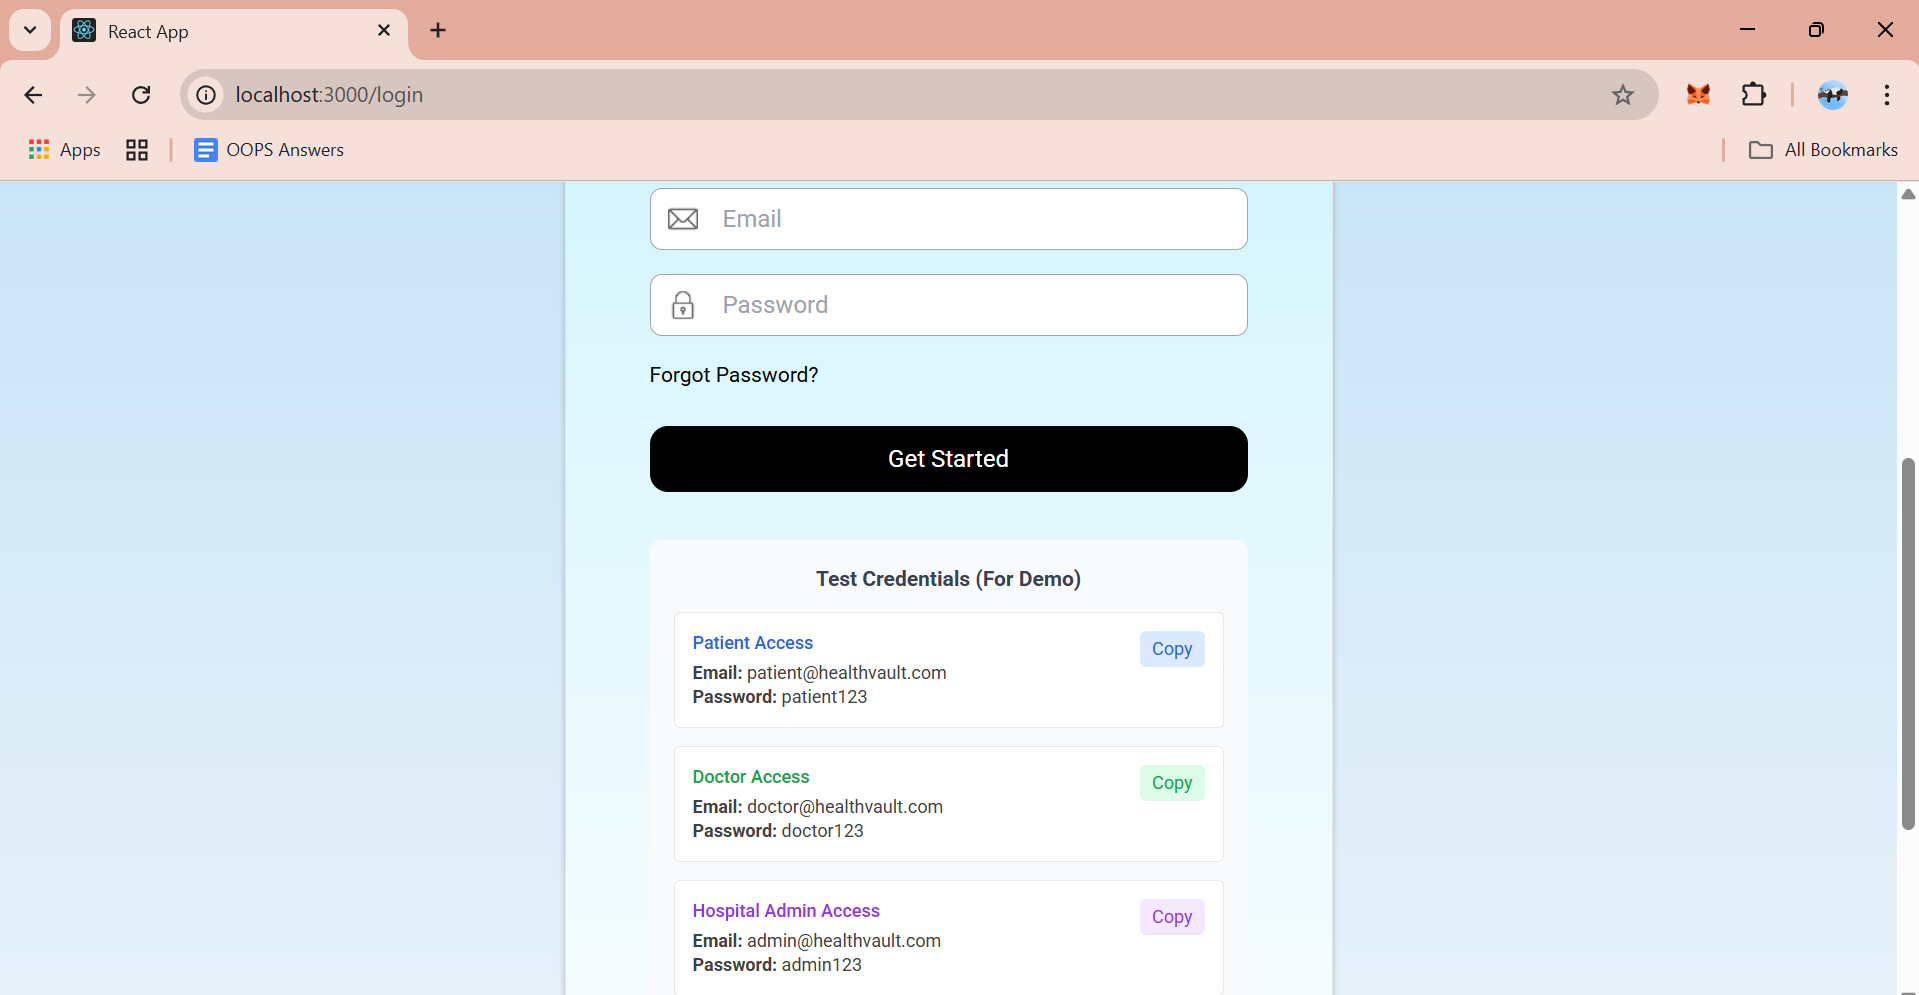 React App
localhost:3000/login
Apps
OOPS Answers
All Bookmarks
Email
Password
Forgot Password?
Get Started
Test Credentials (For Demo)
Patient Access
Copy
Email: patient@healthvault.com
Password: patient123
Doctor Access
Copy
Email: doctor@healthvault.com
Password: doctor123
Hospital Admin Access
Copy
Email: admin@healthvault.com
Password: admin123